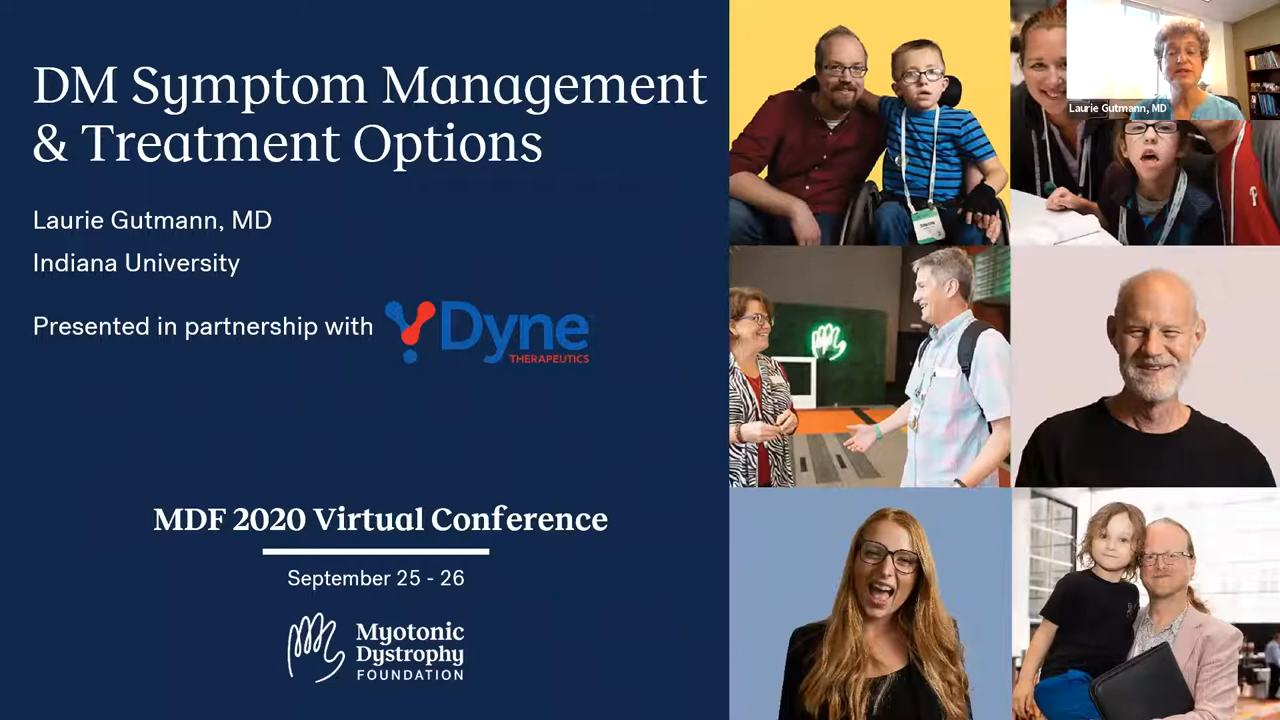 DM Symptom Management
& Treatment Options
Laurie Gutmann, MD
Indiana University
Presented in partnership with Dyne
THERAPEUTICS
MDF 2020 Virtual Conference
September 25 - 26
Myotonic
Dystrophy
FOUNDATION
Laurie Gutmann, MD